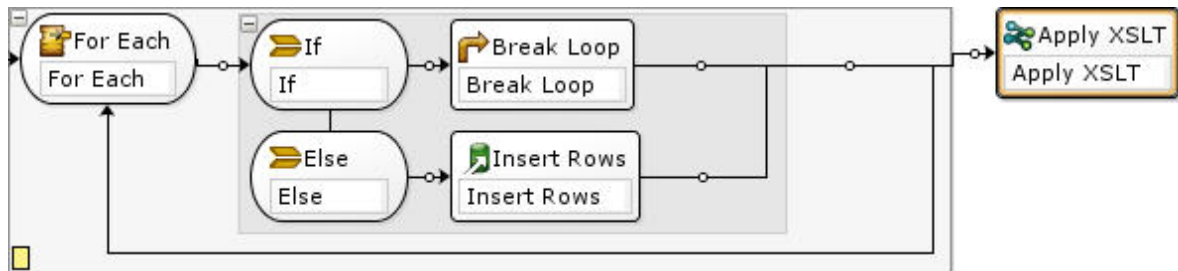 For Each
For Each
If
If
Break Loop
Break Loop
Else
Else
Insert Rows
Insert Rows
Apply XSLT
Apply XSLT